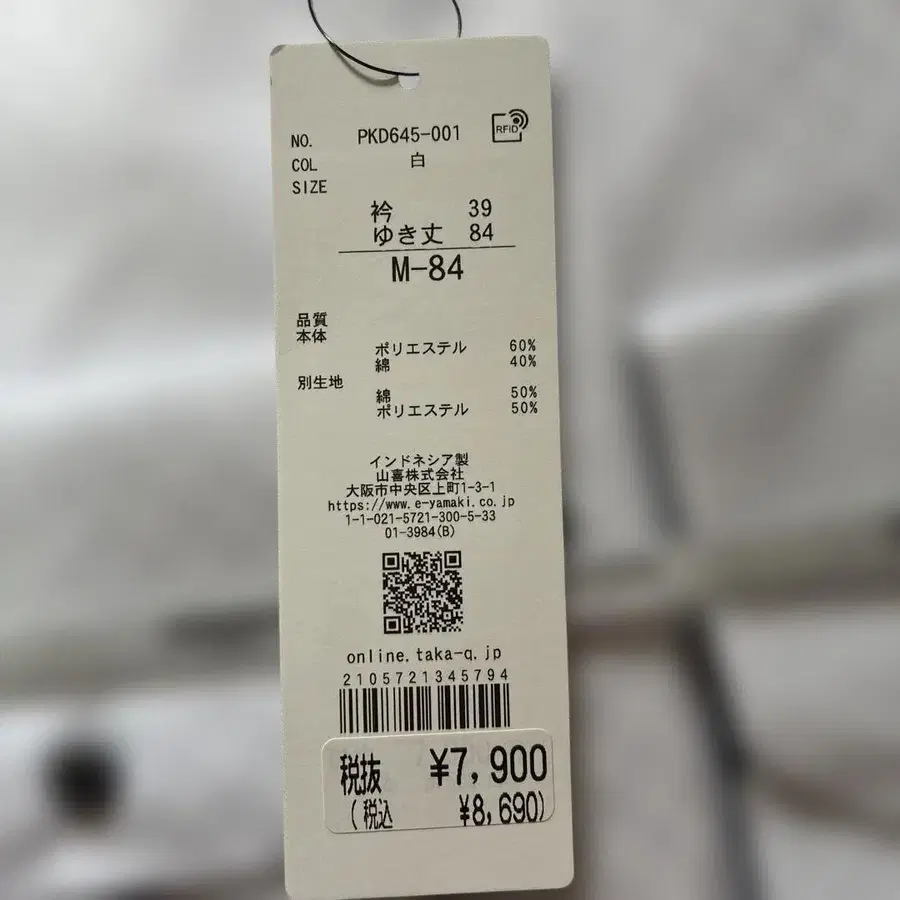 NO. PKD645-001 RFID
COL 白
SIZE
衿 39
ゆき丈 84
M-84
品質
本体
ポリエステル 60%
綿 40%
別生地
綿 50%
ポリエステル 50%
インドネシア製
山喜株式会社
大阪市中央区上町1-3-1
https://www.e-yamaki.co.jp
1-1-021-5721-300-5-33
01-3984(B)
online.taka-q.jp
2105721345794
税抜 ¥7,900
(税込 ¥8,690)